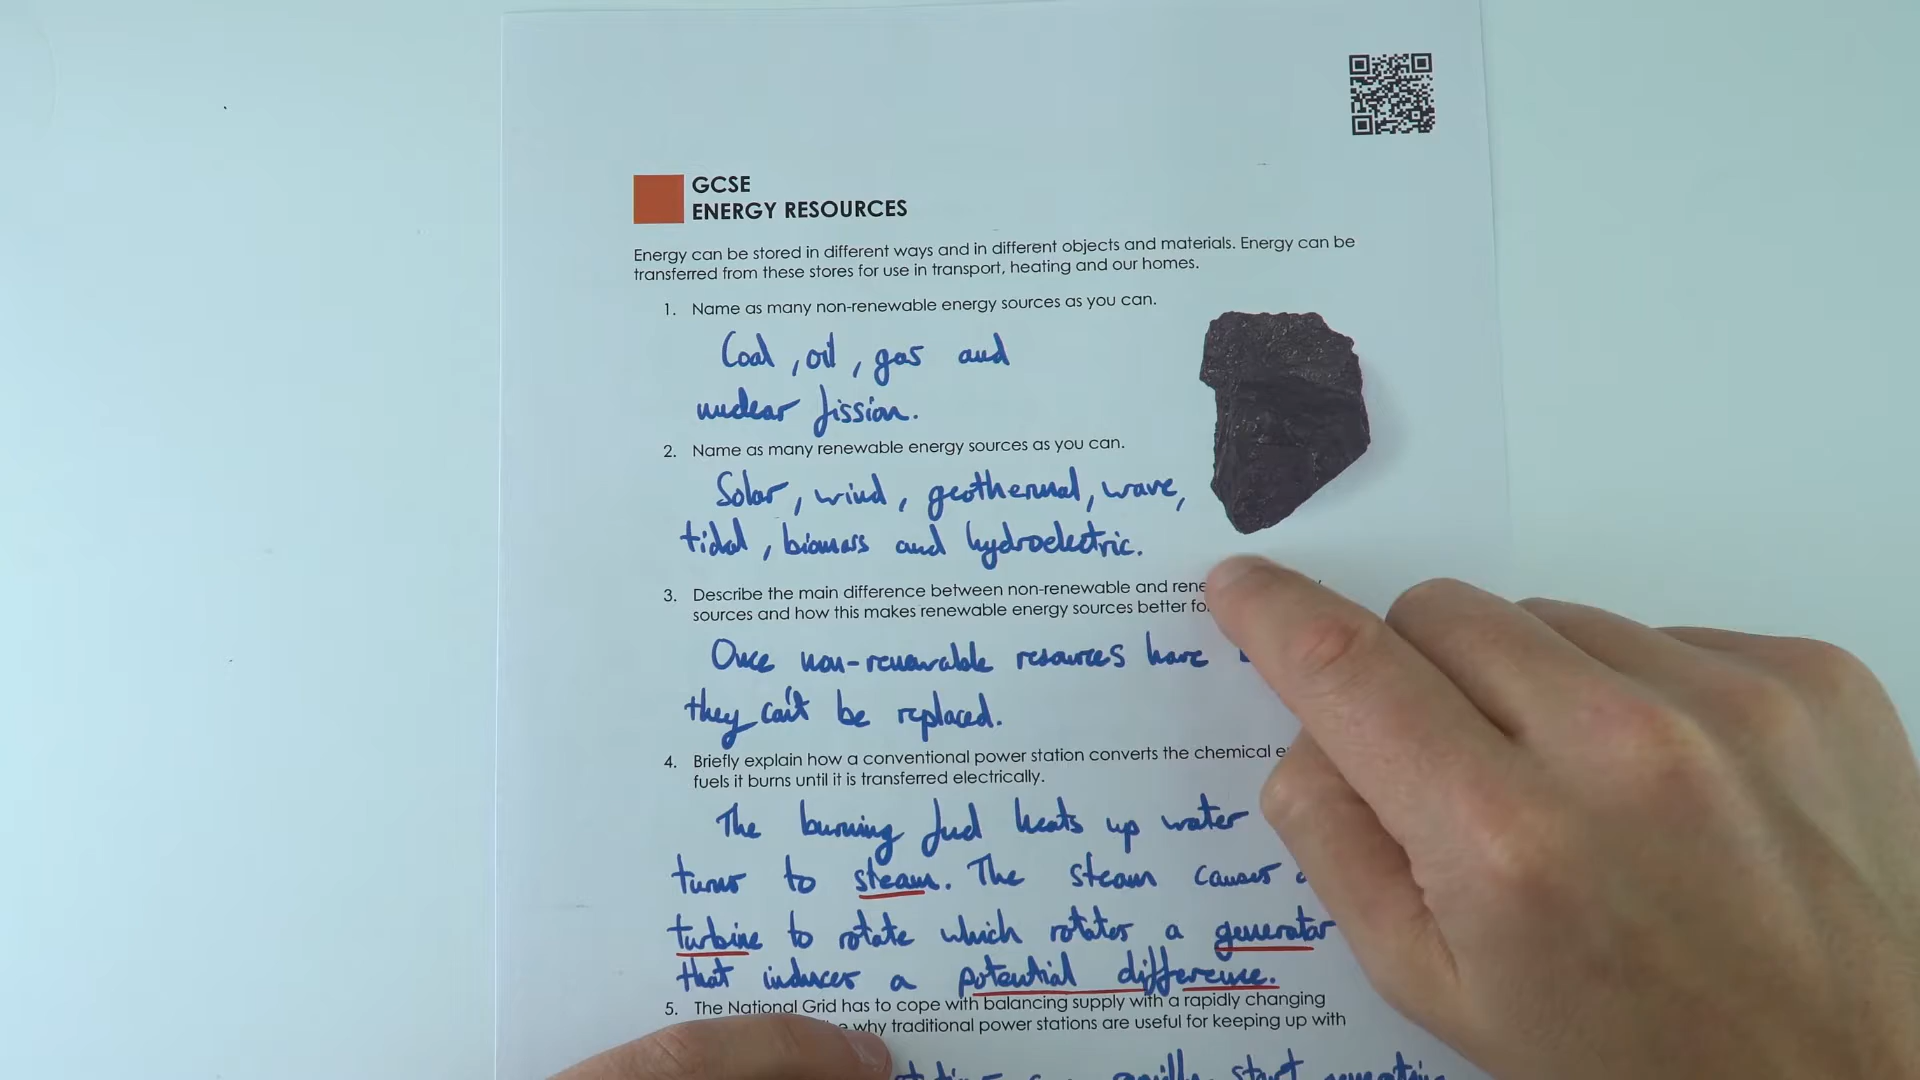 GCSE
ENERGY RESOURCES
Energy can be stored in different ways and in different objects and materials. Energy can be
transferred from these stores for use in transport, heating and our homes.
1. Name as many non-renewable energy sources as you can.
Coal, oil, gas and
nuclear fission.
2. Name as many renewable energy sources as you can.
Solar, wind, geothermal, wave,
tidal, biomass and hydroelectric.
3. Describe the main difference between non-renewable and
sources and how this makes renewable energy sources better
Once non-renewable resources have
they can't be replaced.
4. Briefly explain how a conventional power station converts the chemical
fuels it burns until it is transferred electrically.
The burning fuel heats up water
turns to steam. The steam causes
turbine to rotate which rotates a generator
that induces a potential difference.
5. The National Grid has to cope with balancing supply with a rapidly changing
why traditional power stations are useful for keeping up with
start